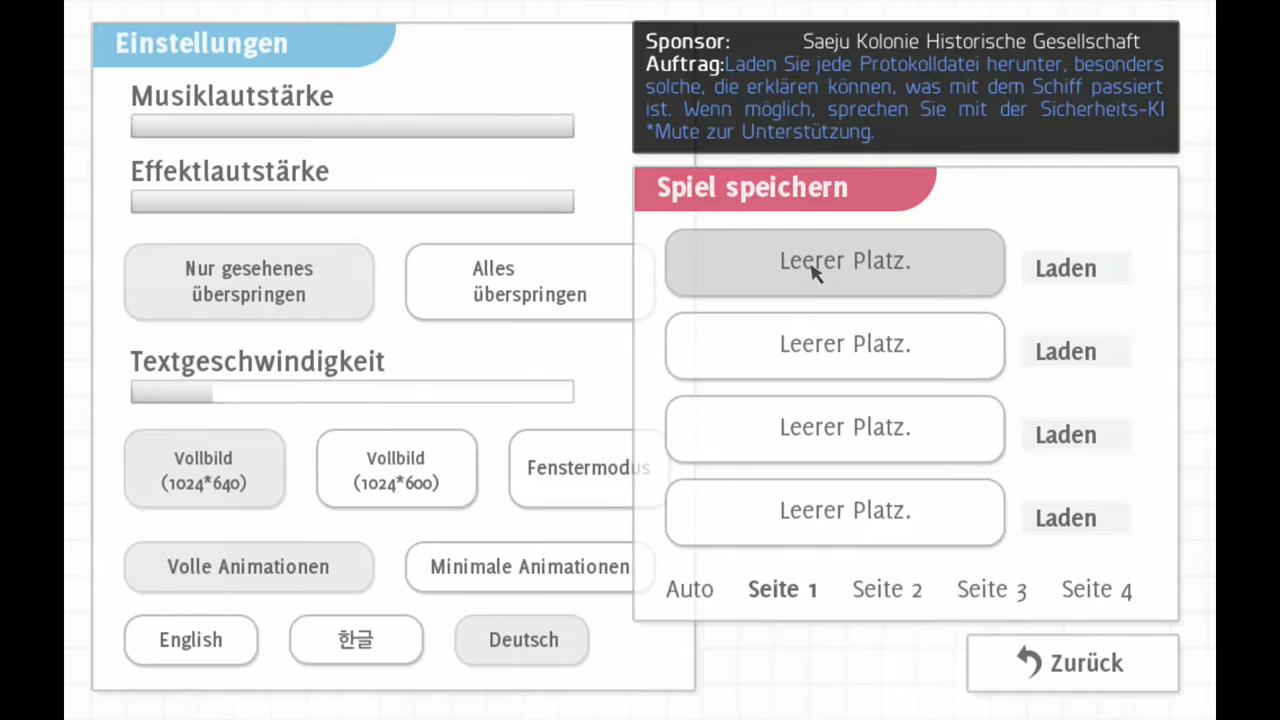 Einstellungen
Musiklautstärke
Effektlautstärke
Nur gesehenes
überspringen
Alles
überspringen
Textgeschwindigkeit
Vollbild
(1024*640)
Vollbild
(1024*600)
Fenstermodus
Volle Animationen
Minimale Animationen
English
한글
Deutsch
Sponsor: Saeju Kolonie Historische Gesellschaft
Auftrag:Laden Sie jede Protokolldatei herunter, besonders
solche, die erklären können, was mit dem Schiff passiert
ist. Wenn möglich, sprechen Sie mit der Sicherheits-KI
*Mute zur Unterstützung.
Spiel speichern
Leerer Platz.
Laden
Leerer Platz.
Laden
Leerer Platz.
Laden
Leerer Platz.
Laden
Auto Seite 1 Seite 2 Seite 3 Seite 4
Zurück